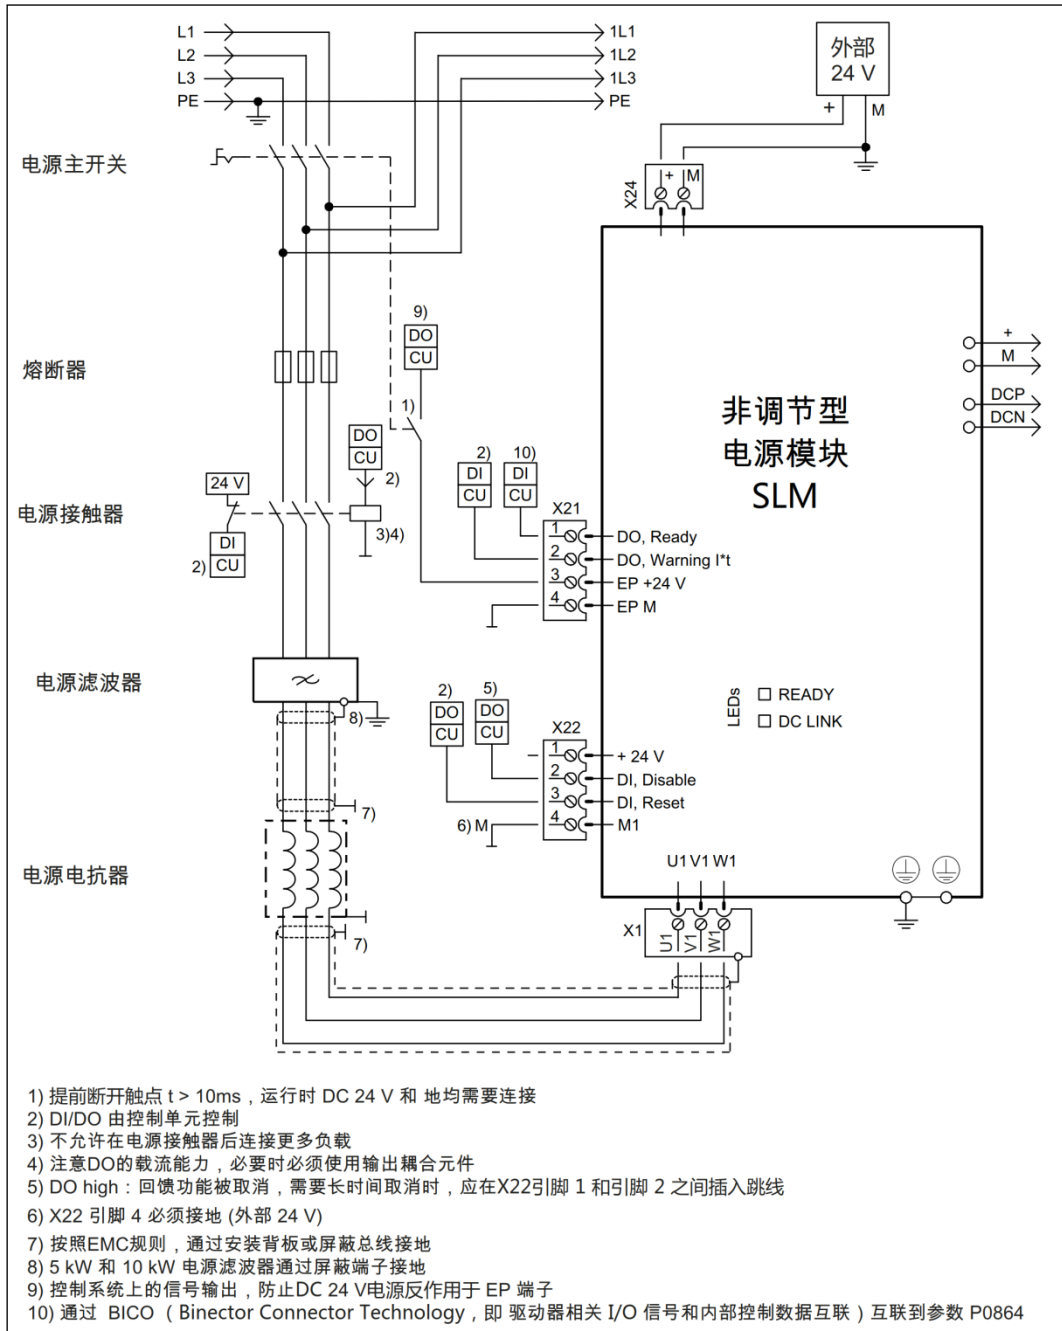 L1
1L1
L2
1L2
L3
1L3
PE
PE
外部
24 V
+
M
电源主开关
X24
+
M
9)
DO
CU
熔断器
+
M
DCP
DCN
1)
非调节型
电源模块
SLM
DO
CU
2)
24 V
电源接触器
DI
CU
2)
3)4)
2)
DI
CU
10)
DI
CU
X21
1
DO, Ready
2
DO, Warning I*t
3
EP +24 V
4
EP M
电源滤波器
8)
LEDs
READY
DC LINK
2)
DO
CU
5)
DO
CU
X22
1
+ 24 V
2
DI, Disable
3
DI, Reset
4
M1
6) M
7)
电源电抗器
7)
U1 V1 W1
X1
U1
V1
W1
1) 提前断开触点 t > 10ms，运行时 DC 24 V 和 地均需要连接
2) DI/DO 由控制单元控制
3) 不允许在电源接触器后连接更多负载
4) 注意DO的载流能力，必要时必须使用输出耦合元件
5) DO high：回馈功能被取消，需要长时间取消时，应在X22引脚 1 和引脚 2 之间插入跳线
6) X22 引脚 4 必须接地 (外部 24 V)
7) 按照EMC规则，通过安装背板或屏蔽总线接地
8) 5 kW 和 10 kW 电源滤波器通过屏蔽端子接地
9) 控制系统上的信号输出，防止DC 24 V电源反作用于 EP 端子
10) 通过 BICO （ Binector Connector Technology，即 驱动器相关 I/O 信号和内部控制数据互联 ）互联到参数 P0864